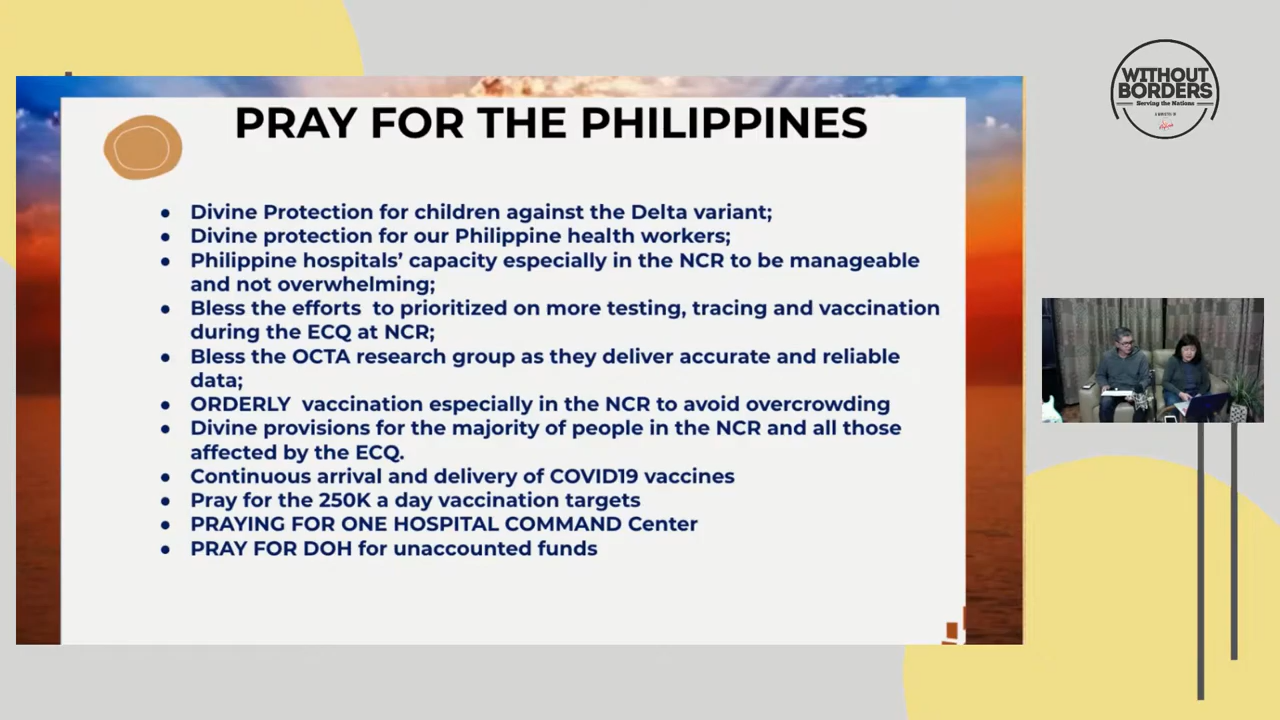 PRAY FOR THE PHILIPPINES
• Divine Protection for children against the Delta variant;
• Divine protection for our Philippine health workers;
• Philippine hospitals’ capacity especially in the NCR to be manageable
and not overwhelming;
• Bless the efforts  to prioritized on more testing, tracing and vaccination
during the ECQ at NCR;
• Bless the OCTA research group as they deliver accurate and reliable
data;
• ORDERLY  vaccination especially in the NCR to avoid overcrowding
• Divine provisions for the majority of people in the NCR and all those
affected by the ECQ.
• Continuous arrival and delivery of COVID19 vaccines
• Pray for the 250K a day vaccination targets
• PRAYING FOR ONE HOSPITAL COMMAND Center
• PRAY FOR DOH for unaccounted funds
WITHOUT
BORDERS
Serving the Nations